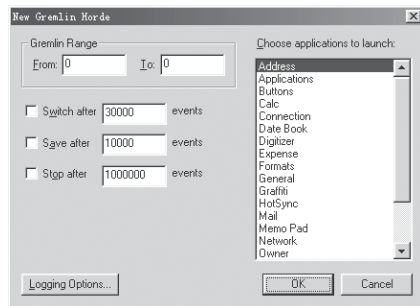 New Gremlin Horde
Gremlin Range
From: 0 To: 0
Switch after 30000 events
Save after 10000 events
Stop after 1000000 events
Logging Options...
Choose applications to launch:
Address
Applications
Buttons
Calc
Connection
Date Book
Digitizer
Expense
Formats
General
Graffiti
HotSync
Mail
Memo Pad
Network
Owner
OK Cancel